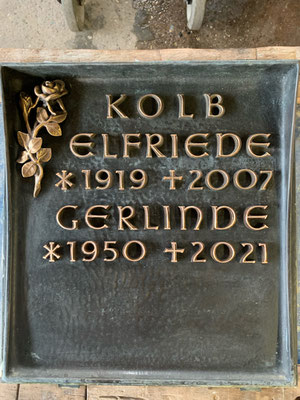 KOLB
ELFRIEDE
*1919 †2007
GERLINDE
*1950 †2021